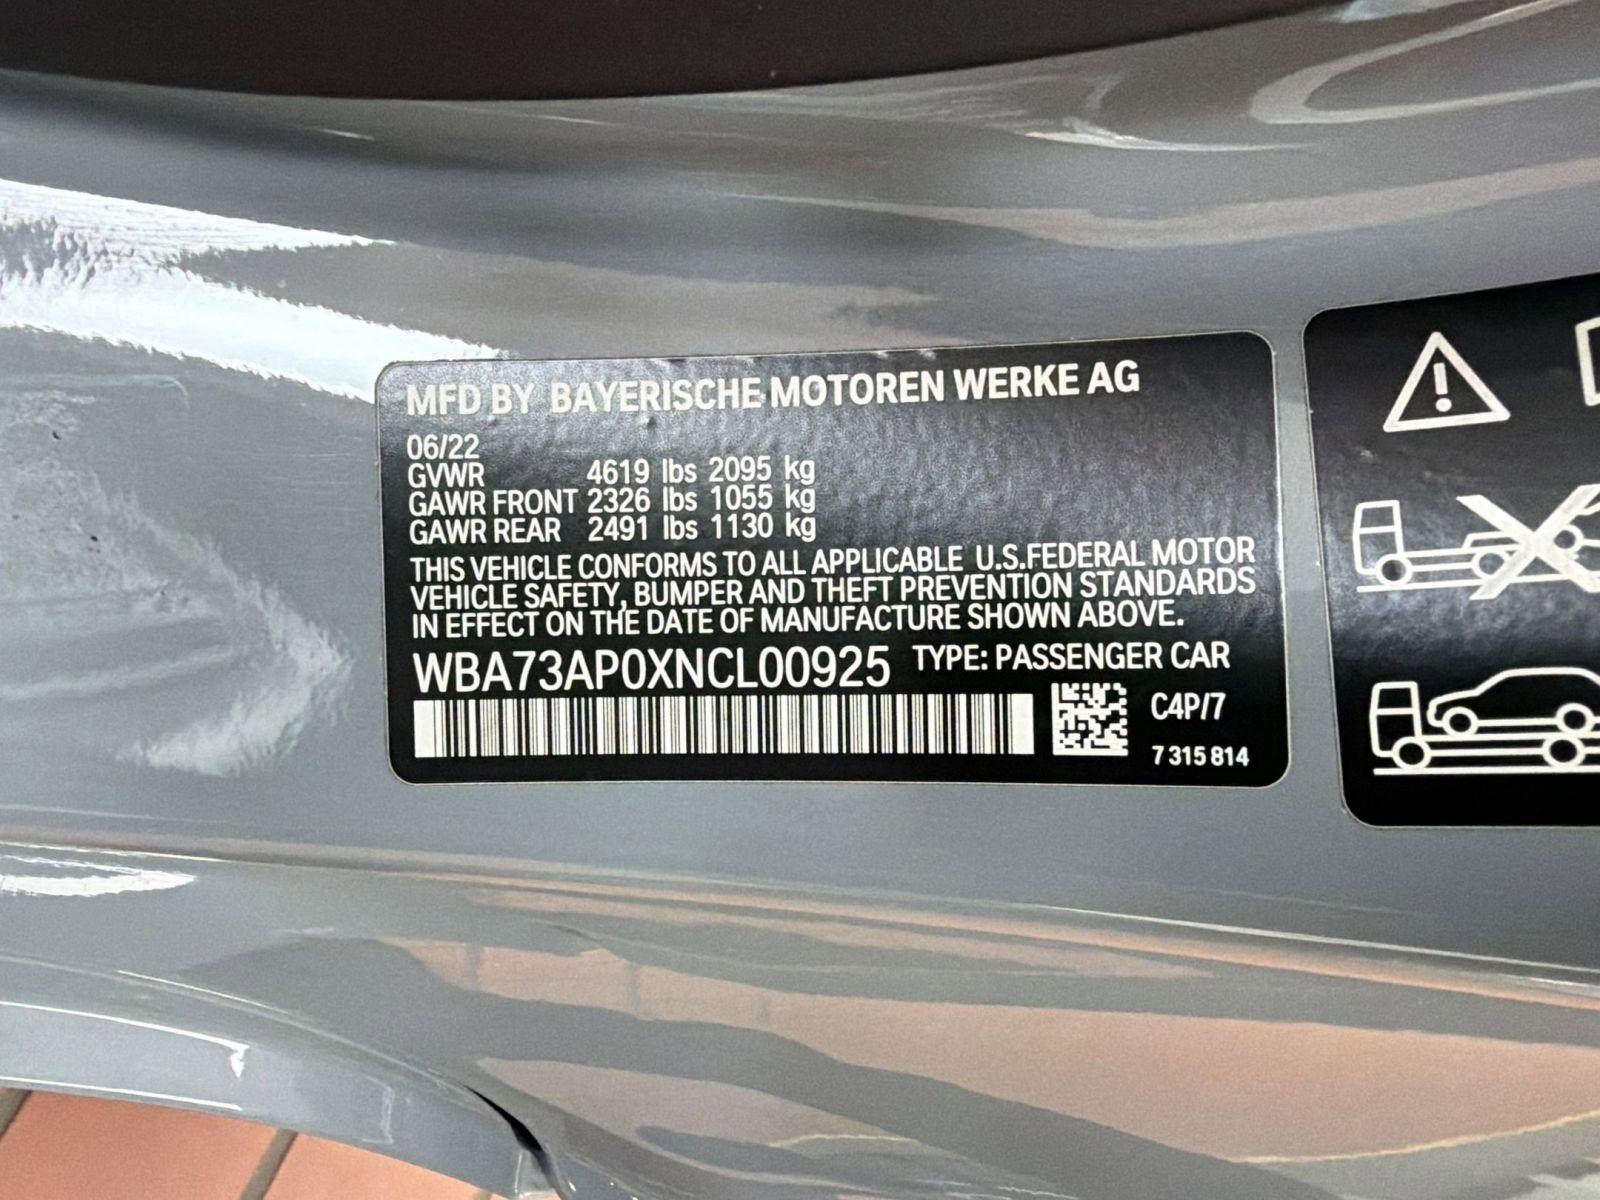 MFD BY BAYERISCHE MOTOREN WERKE AG
06/22
GVWR 4619 lbs 2095 kg
GAWR FRONT 2326 lbs 1055 kg
GAWR REAR 2491 lbs 1130 kg
THIS VEHICLE CONFORMS TO ALL APPLICABLE U.S.FEDERAL MOTOR
VEHICLE SAFETY, BUMPER AND THEFT PREVENTION STANDARDS
IN EFFECT ON THE DATE OF MANUFACTURE SHOWN ABOVE.
WBA73AP0XNCL00925 TYPE: PASSENGER CAR
C4P/7
7 315 814